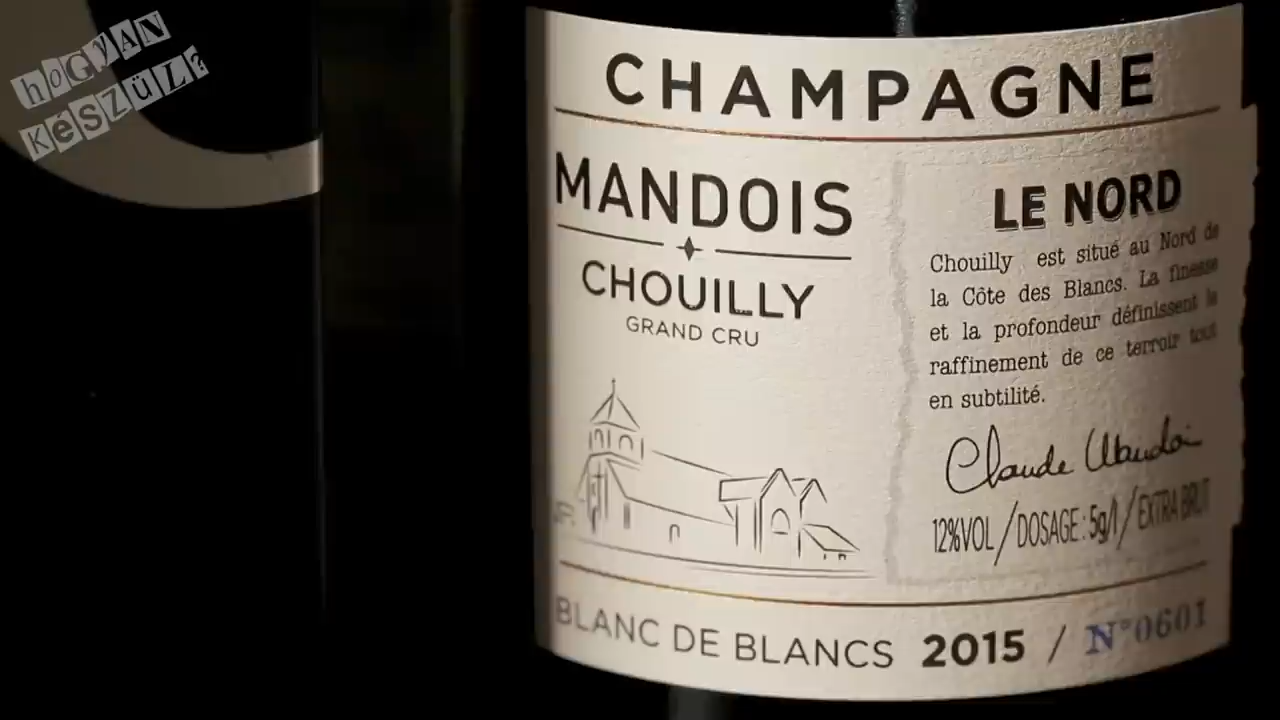 hOGYAN
KéSZÜL?
CHAMPAGNE
MANDOIS
CHOUILLY
GRAND CRU
LE NORD
Chouilly est situé au Nord de
la Côte des Blancs. La finesse
et la profondeur définissent le
raffinement de ce terroir tout
en subtilité.
Claude Mandois
12%VOL/DOSAGE:5g/l/EXTRA BRUT
BLANC DE BLANCS 2015 / N°0601